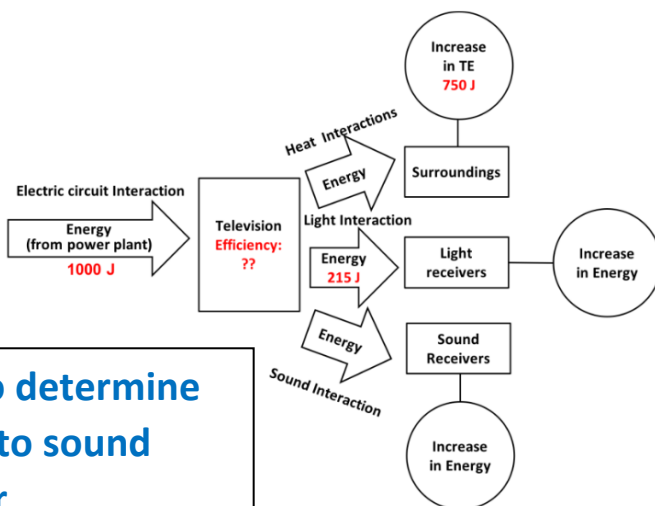 Increase
in TE
750 J
Heat Interactions
Energy
Surroundings
Electric circuit Interaction
Energy
(from power plant)
1000 J
Television
Efficiency:
??
Light Interaction
Energy
215 J
Light
receivers
Increase
in Energy
Energy
Sound Interaction
Sound
Receivers
Increase
in Energy
determine
to sound